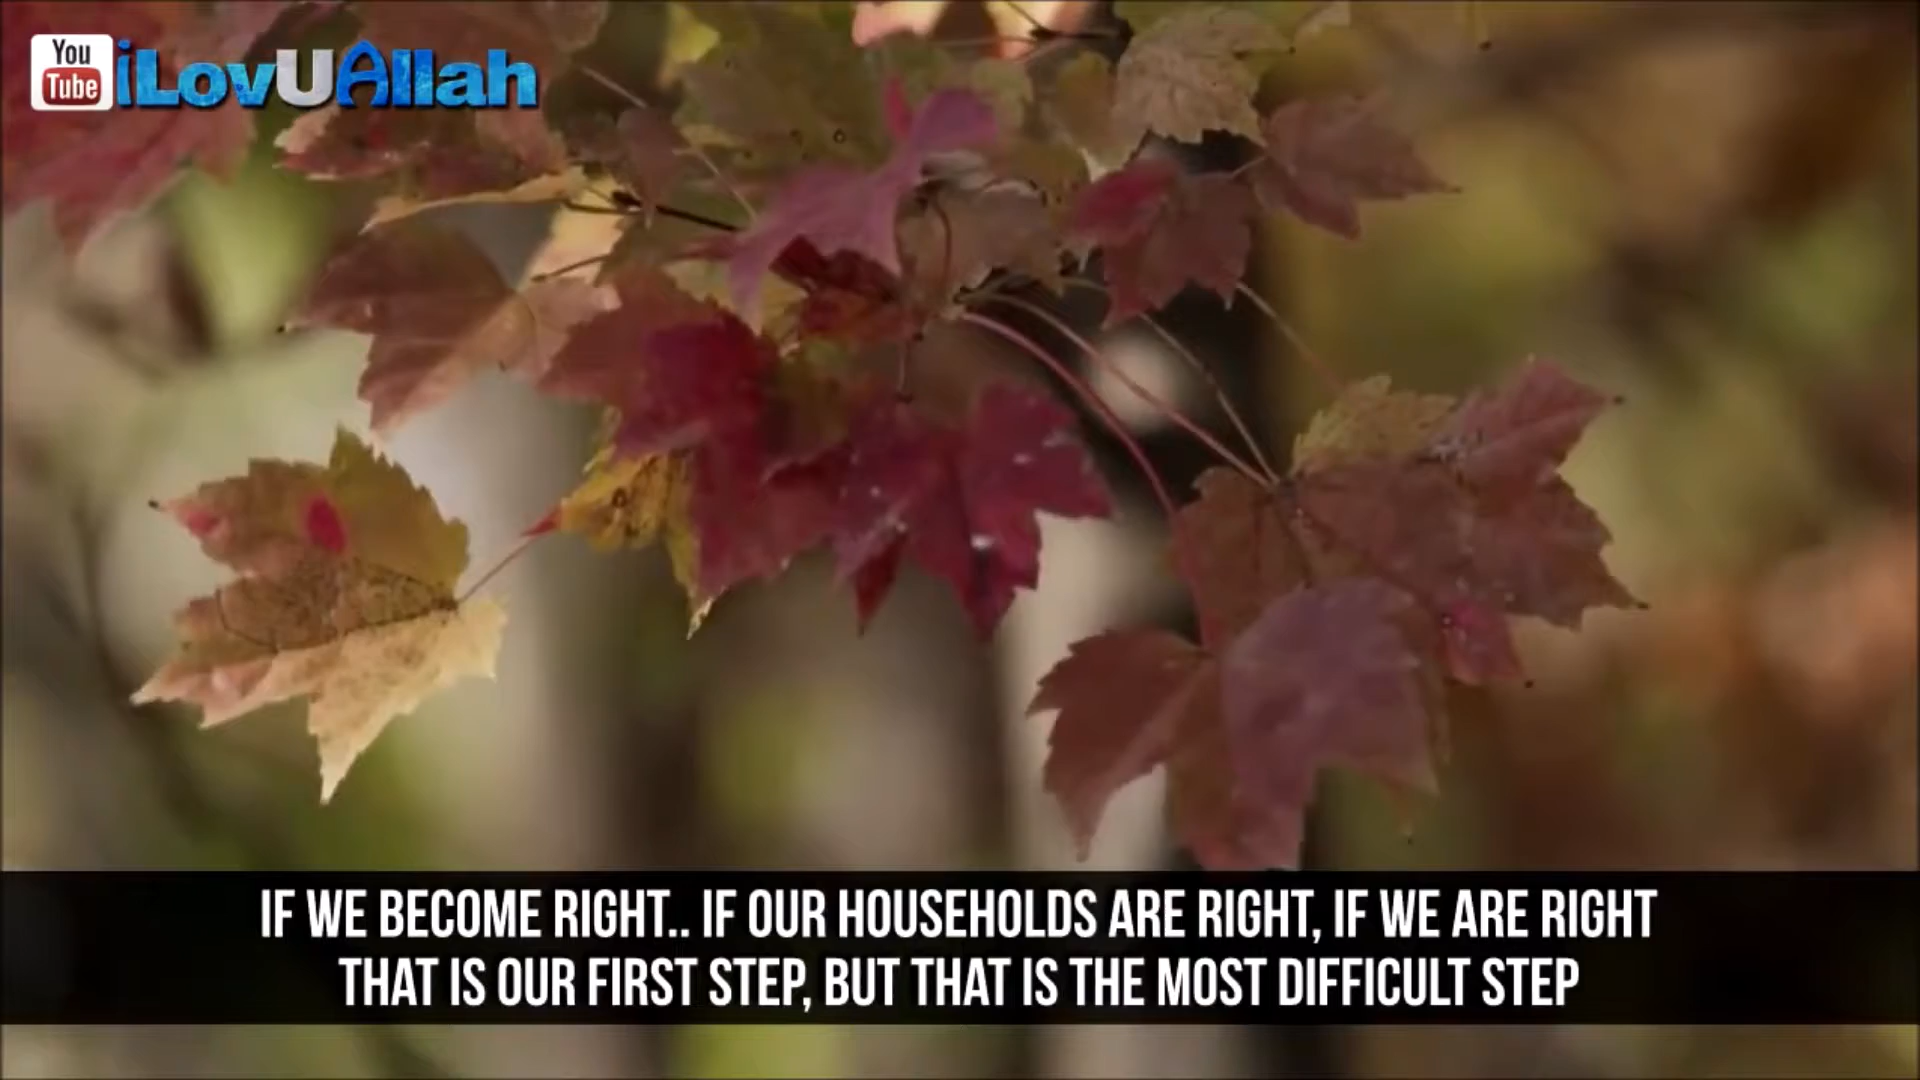 You
Tube
iLovUAllah
IF WE BECOME RIGHT.. IF OUR HOUSEHOLDS ARE RIGHT, IF WE ARE RIGHT
THAT IS OUR FIRST STEP, BUT THAT IS THE MOST DIFFICULT STEP